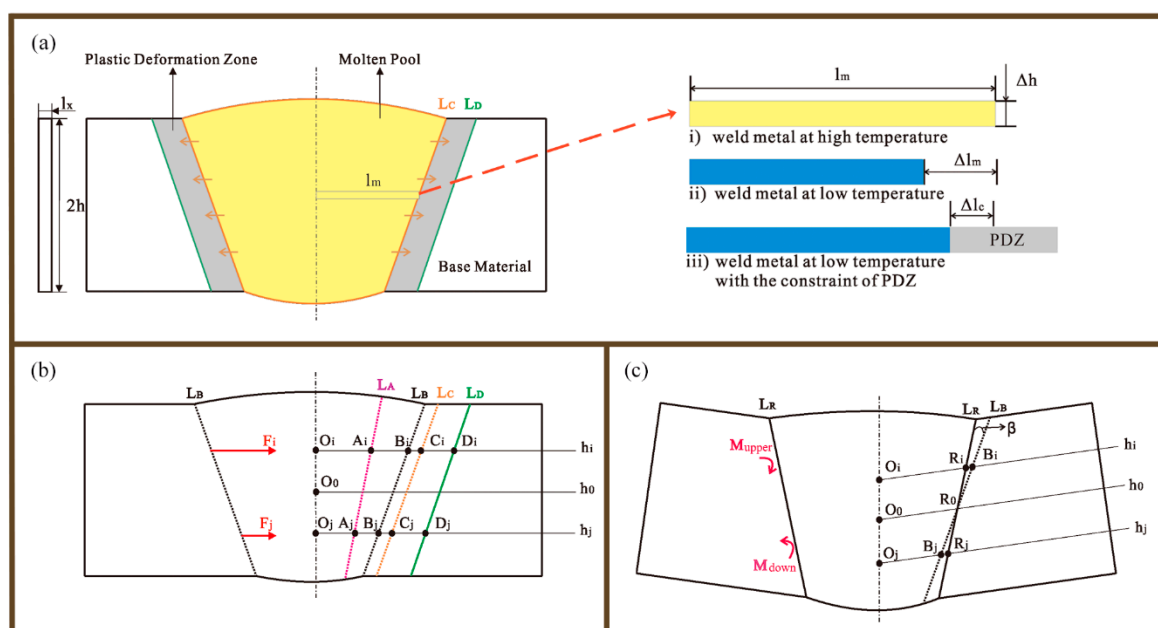 (a)
Plastic Deformation Zone
Molten Pool
lx
LC LD
lm
Δh
i) weld metal at high temperature
2h
lm
Δlm
ii) weld metal at low temperature
Δlc
PDZ
Base Material
iii) weld metal at low temperature
with the constraint of PDZ
(b)
LB
LA
LB LC LD
Fi
Oi Ai Bi Ci Di
hi
O0
h0
Fj
Oj Aj Bj Cj Dj
hj
(c)
LR
LR LB
β
Mupper
Oi
Ri Bi
hi
O0
R0
h0
Mdown
Oj
Bj Rj
hj